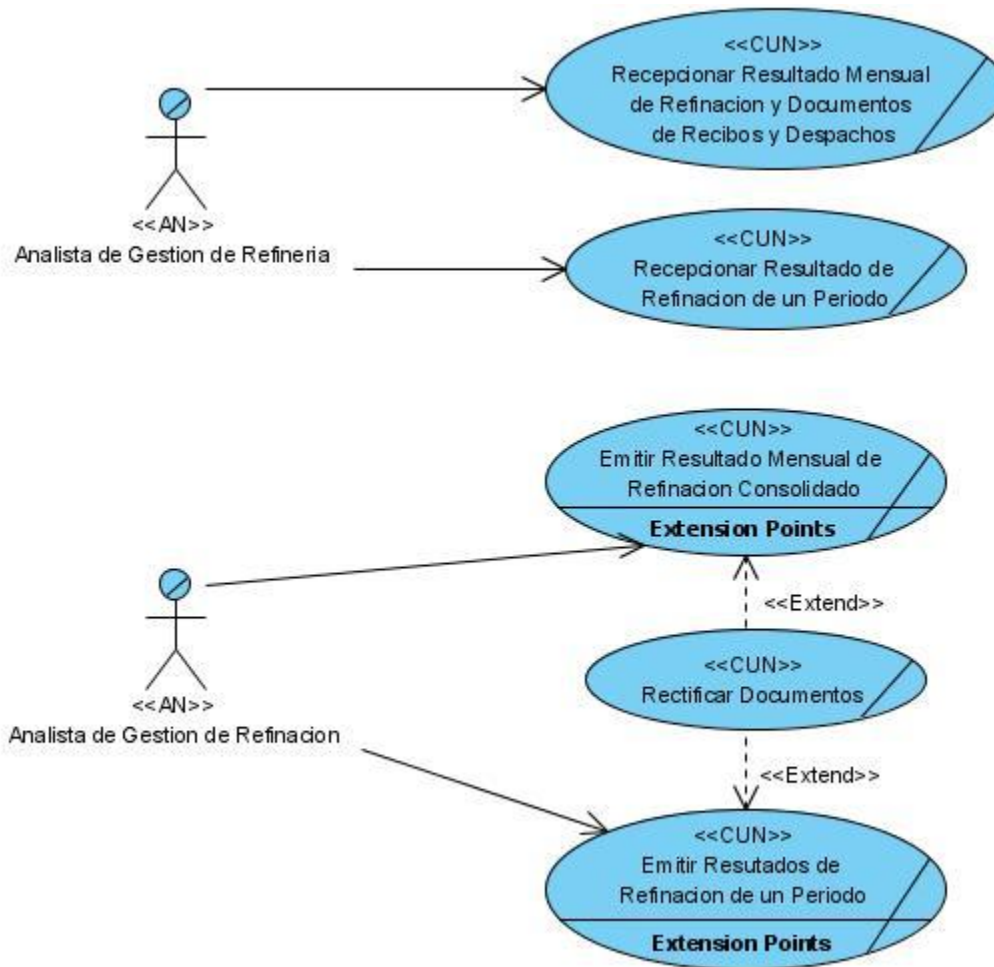 <<CUN>>
Recepcionar Resultado Mensual
de Refinacion y Documentos
de Recibos y Despachos
<<AN>>
Analista de Gestion de Refineria
<<CUN>>
Recepcionar Resultado de
Refinacion de un Periodo
<<CUN>>
Emitir Resultado Mensual de
Refinacion Consolidado
Extension Points
<<Extend>>
<<AN>>
Analista de Gestion de Refinacion
<<CUN>>
Rectificar Documentos
<<Extend>>
<<CUN>>
Emitir Resutados de
Refinacion de un Periodo
Extension Points